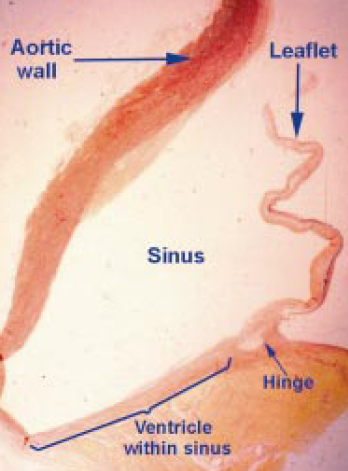 Aortic
wall
Leaflet
Sinus
Hinge
Ventricle
within sinus